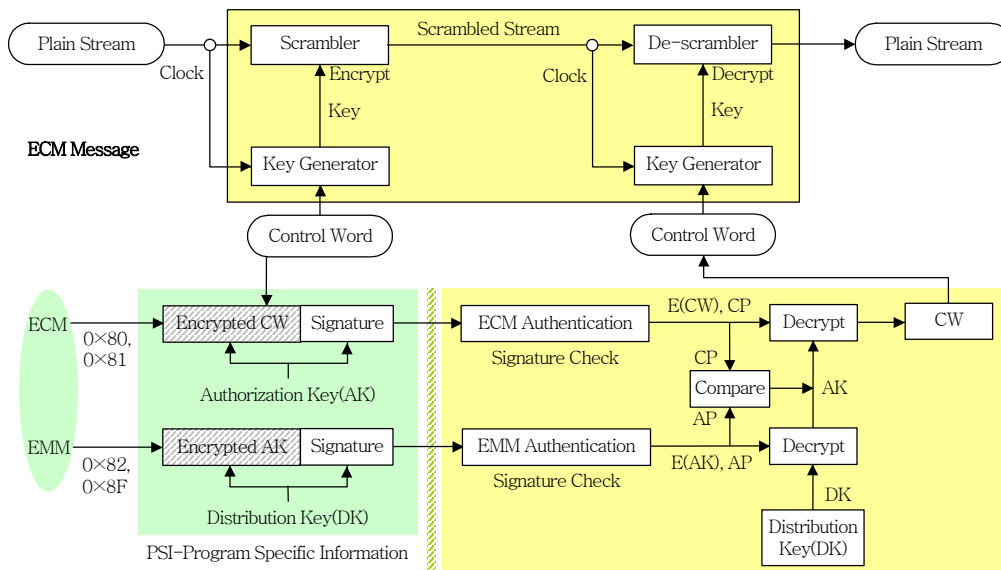 Plain Stream
Scrambler
Scrambled Stream
De-scrambler
Plain Stream
Clock
Encrypt
Clock
Decrypt
Key
Key
ECM Message
Key Generator
Key Generator
Control Word
Control Word
ECM
0×80,
0×81
Encrypted CW
Signature
ECM Authentication
Signature Check
E(CW), CP
Decrypt
CW
CP
Authorization Key(AK)
Compare
AK
AP
EMM
0×82,
0×8F
Encrypted AK
Signature
EMM Authentication
Signature Check
E(AK), AP
Decrypt
DK
Distribution Key(DK)
Distribution
Key(DK)
PSI-Program Specific Information